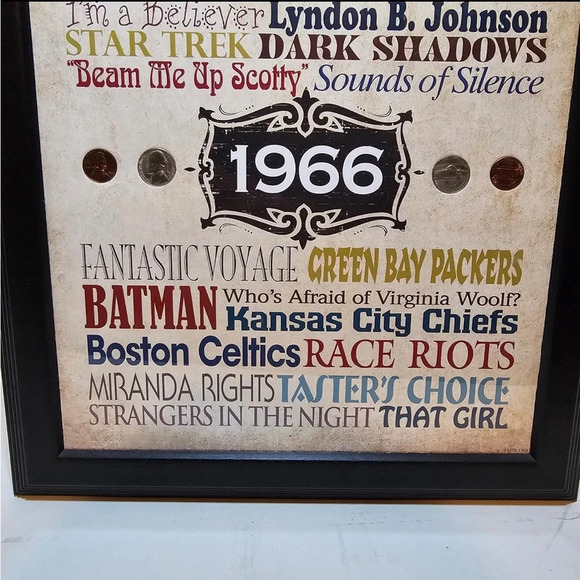 I'm a Believer Lyndon B. Johnson
STAR TREK DARK SHADOWS
"Beam Me Up Scotty" Sounds of Silence
1966
FANTASTIC VOYAGE GREEN BAY PACKERS
BATMAN Who's Afraid of Virginia Woolf?
Kansas City Chiefs
Boston Celtics RACE RIOTS
MIRANDA RIGHTS TASTER'S CHOICE
STRANGERS IN THE NIGHT THAT GIRL